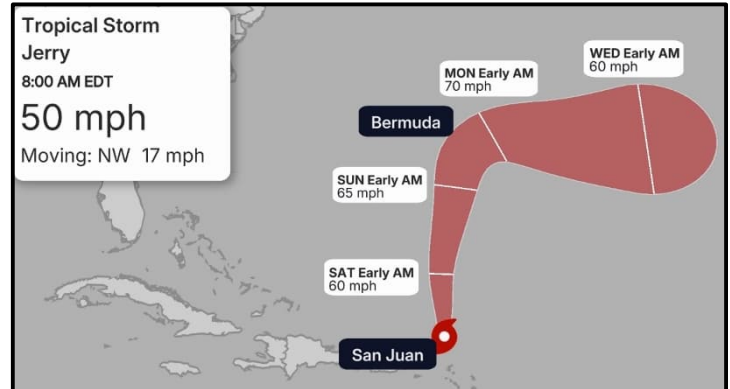 Tropical Storm
Jerry
8:00 AM EDT
50 mph
Moving: NW 17 mph
WED Early AM
60 mph
MON Early AM
70 mph
Bermuda
SUN Early AM
65 mph
SAT Early AM
60 mph
San Juan